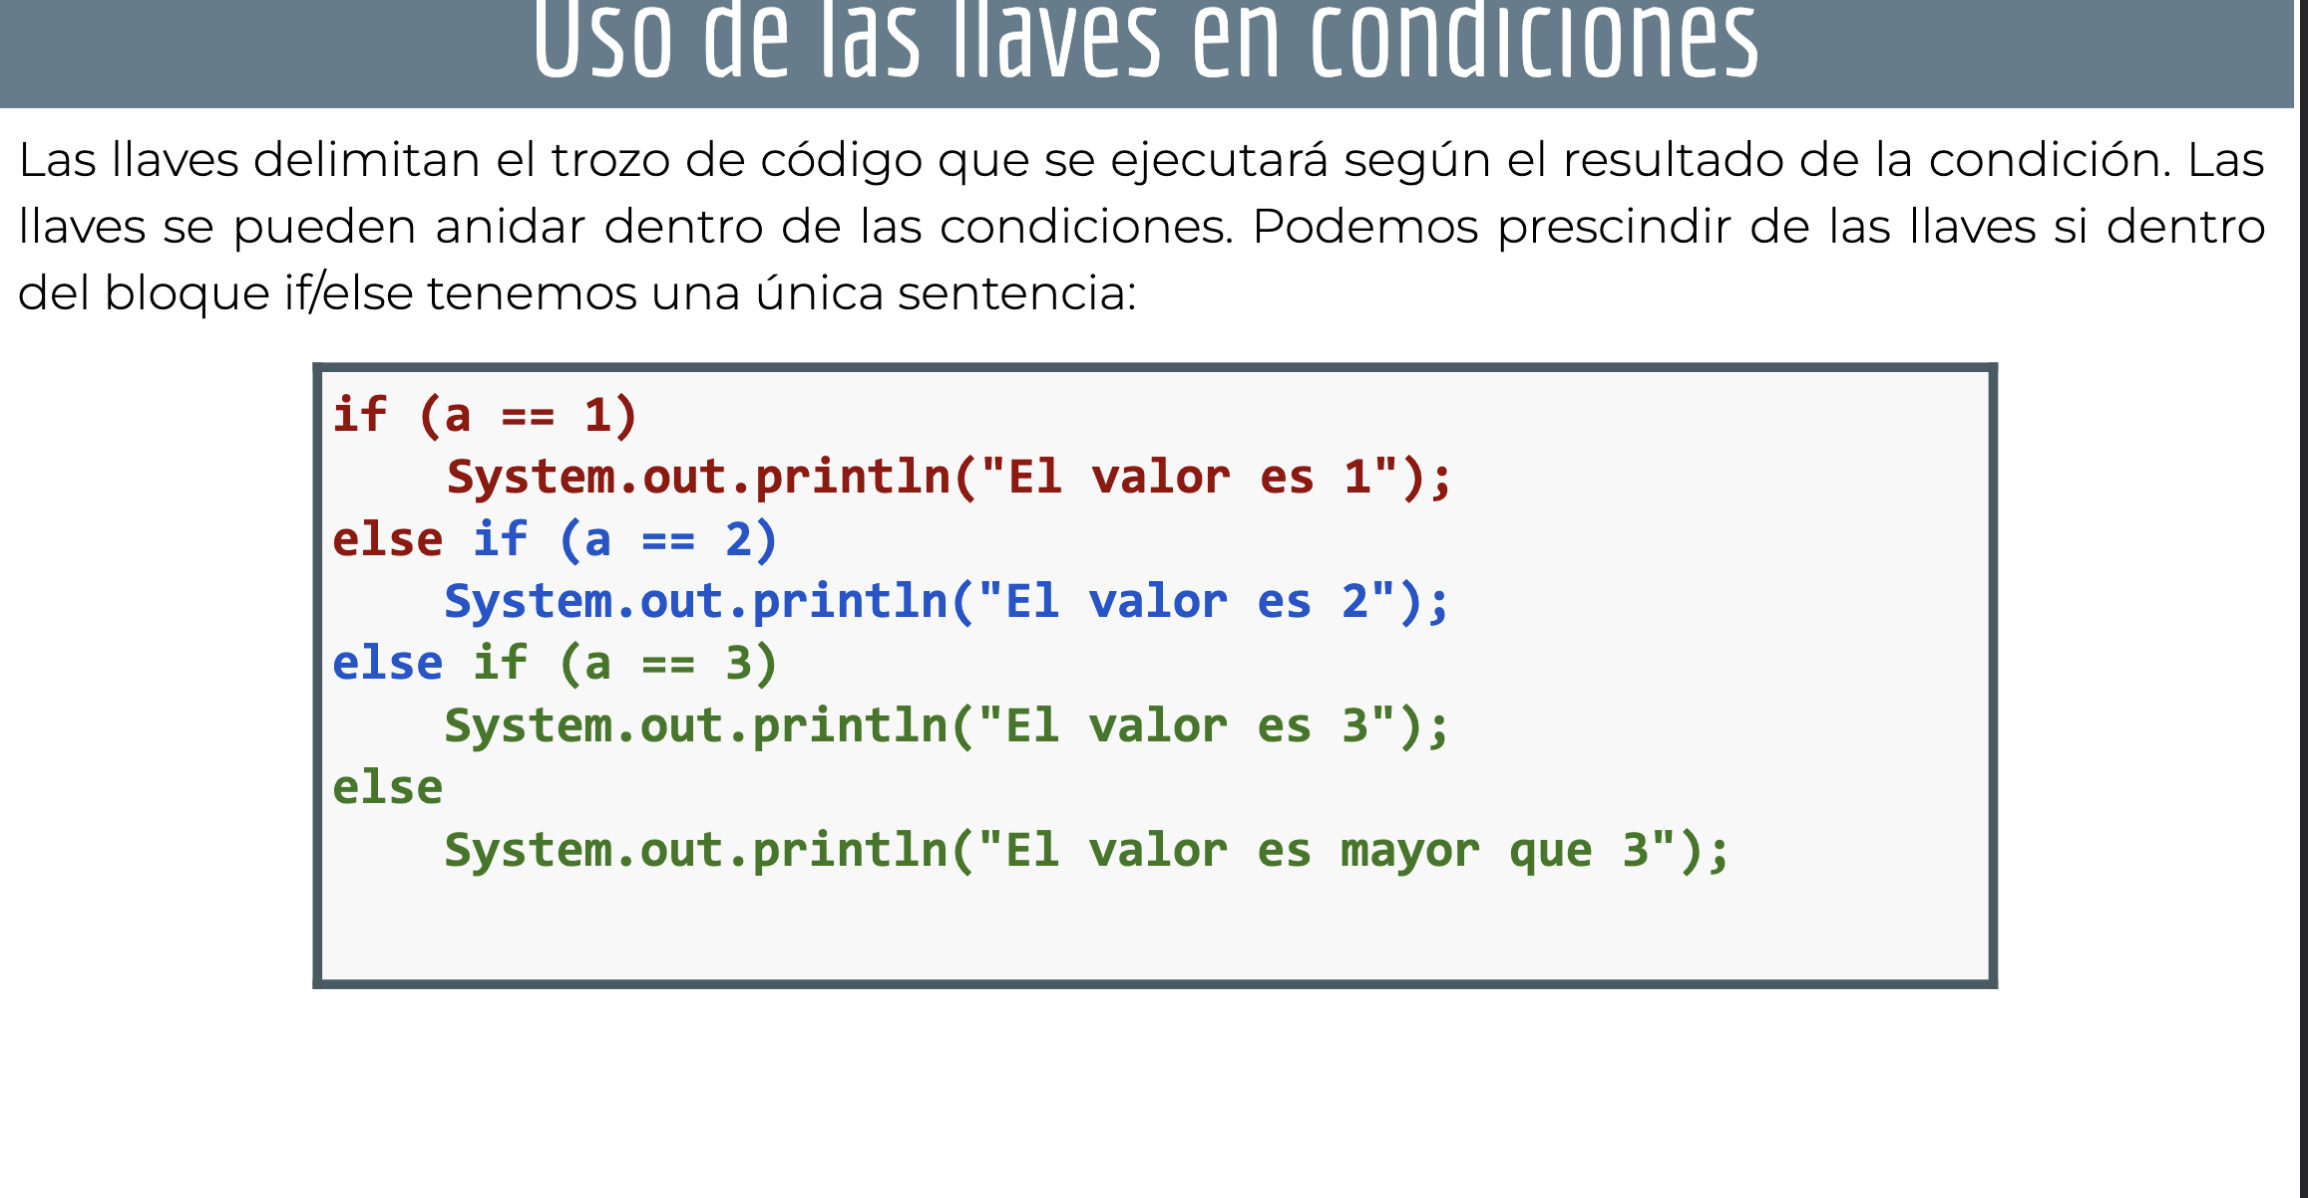 Uso de las llaves en condiciones
Las llaves delimitan el trozo de código que se ejecutará según el resultado de la condición. Las
llaves se pueden anidar dentro de las condiciones. Podemos prescindir de las llaves si dentro
del bloque if/else tenemos una única sentencia:
if (a == 1)
    System.out.println("El valor es 1");
else if (a == 2)
    System.out.println("El valor es 2");
else if (a == 3)
    System.out.println("El valor es 3");
else
    System.out.println("El valor es mayor que 3");